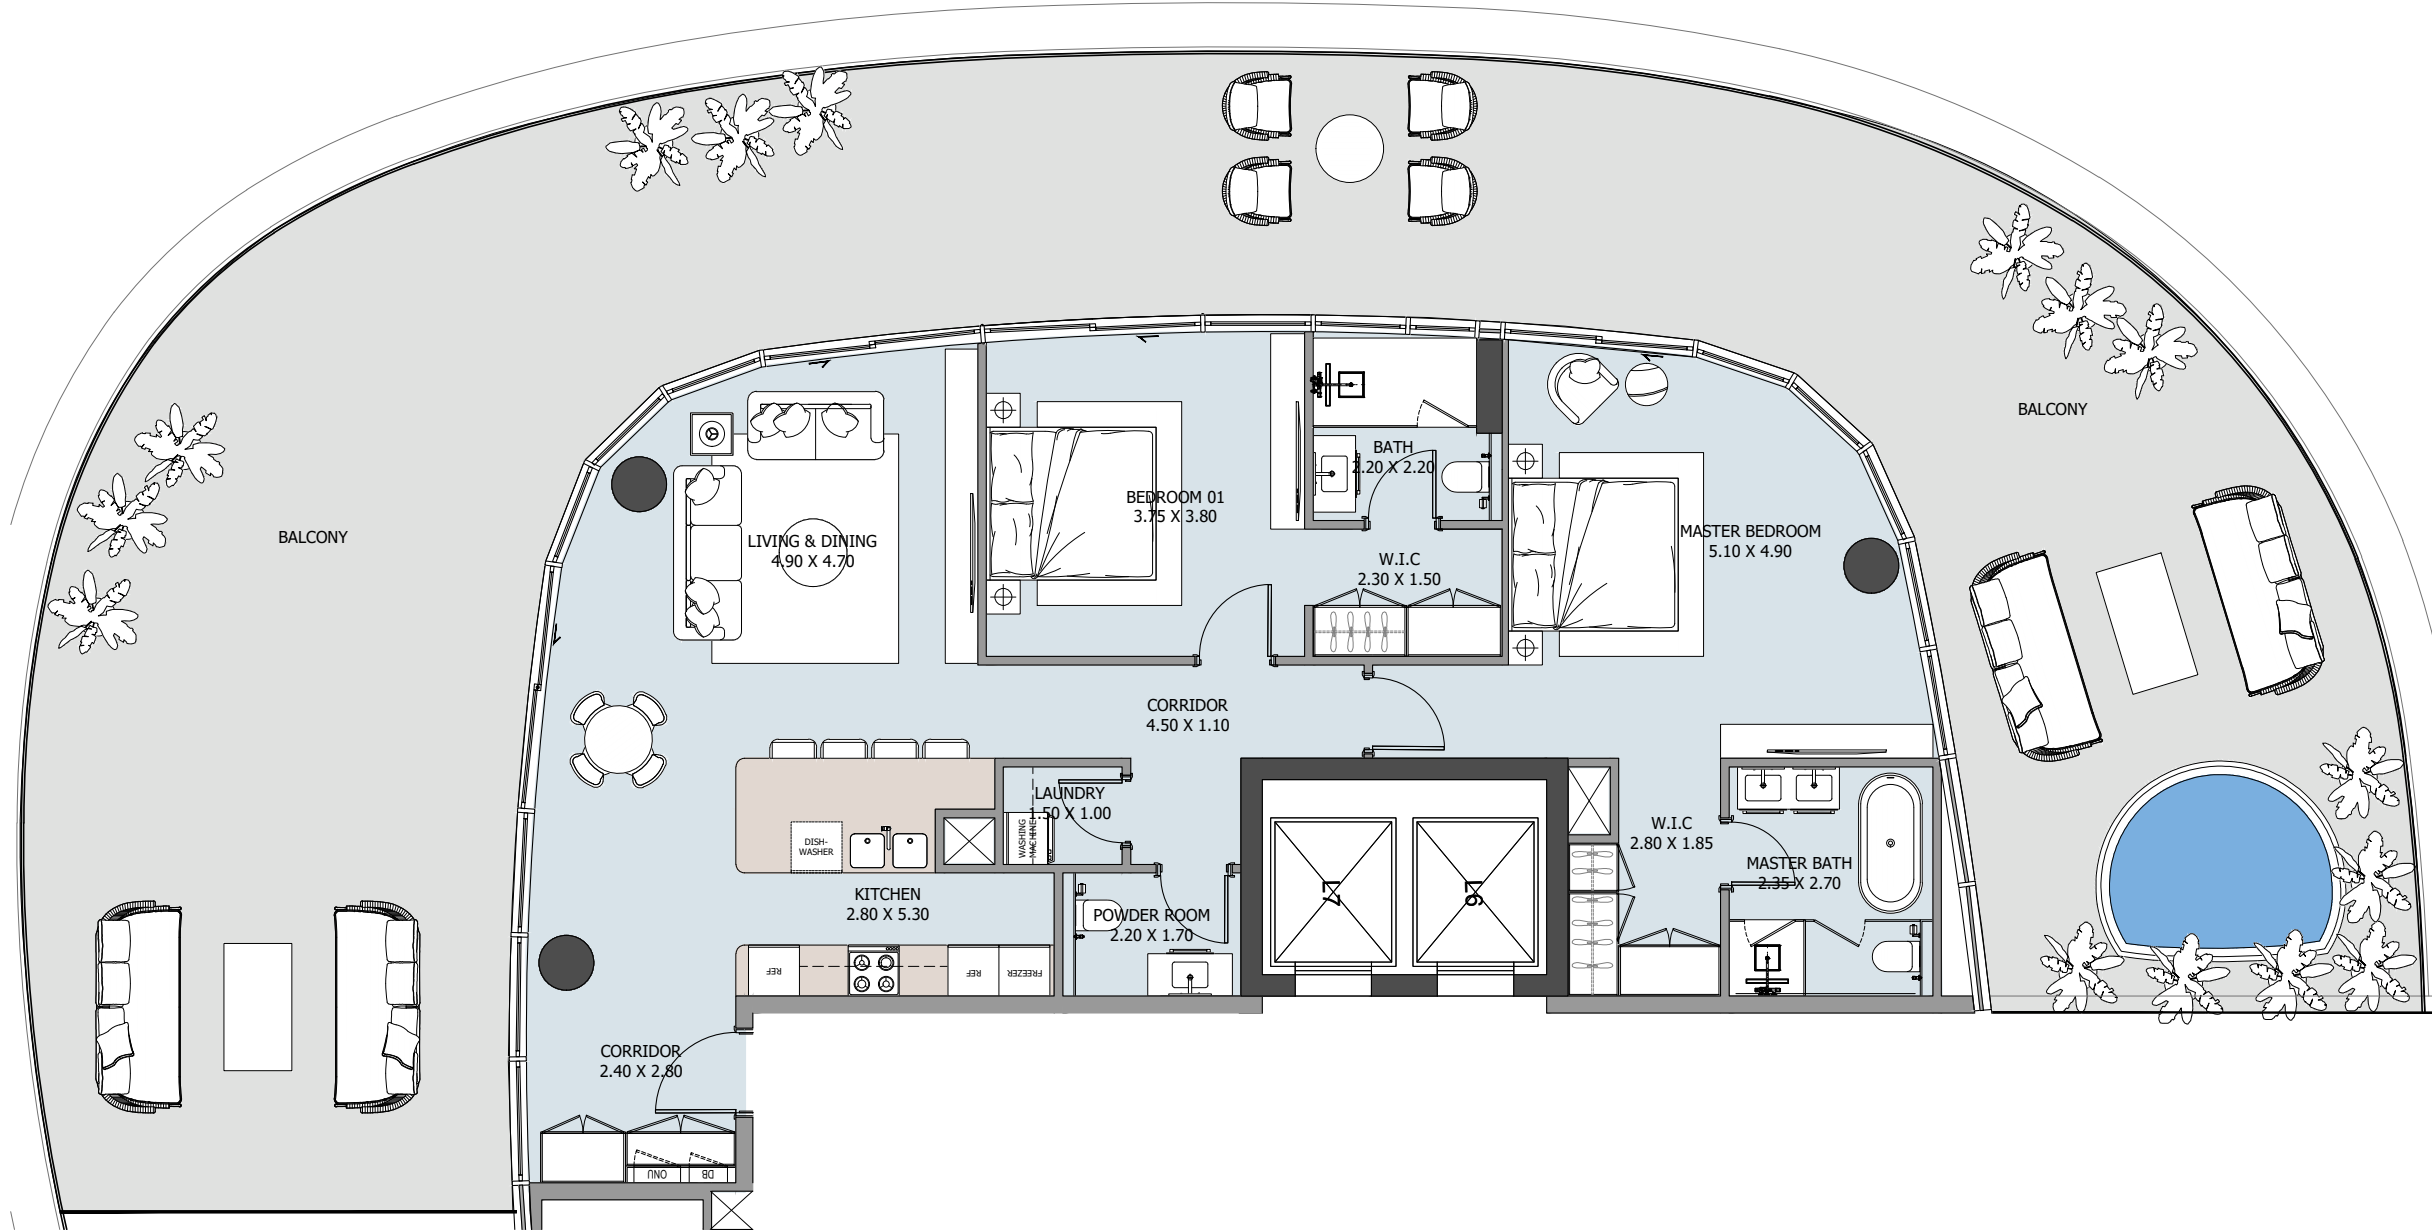 BALCONY
BALCONY
LIVING & DINING
4.90 X 4.70
BEDROOM 01
3.75 X 3.80
BATH
2.20 X 2.20
W.I.C
2.30 X 1.50
MASTER BEDROOM
5.10 X 4.90
CORRIDOR
4.50 X 1.10
LAUNDRY
1.50 X 1.00
WASHING
MACHINE
DISH-
WASHER
KITCHEN
2.80 X 5.30
REF
REF
FREEZER
POWDER ROOM
2.20 X 1.70
L7
L6
W.I.C
2.80 X 1.85
MASTER BATH
2.35 X 2.70
CORRIDOR
2.40 X 2.80
ONU
DB